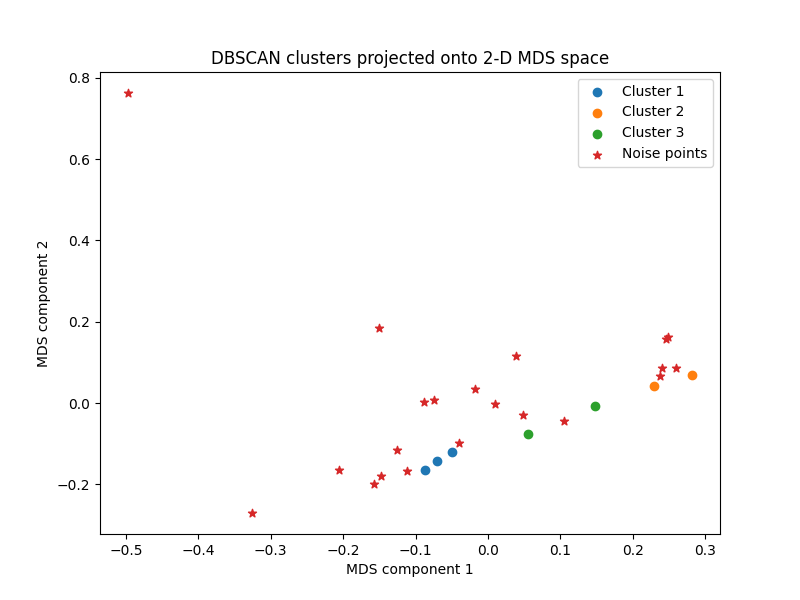 DBSCAN clusters projected onto 2-D MDS space
Cluster 1
Cluster 2
Cluster 3
Noise points
0.8
0.6
0.4
0.2
0.0
−0.2
MDS component 2
−0.5
−0.4
−0.3
−0.2
−0.1
0.0
0.1
0.2
0.3
MDS component 1